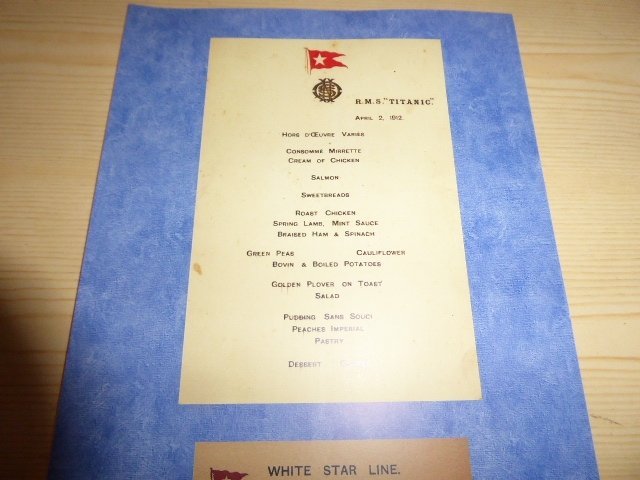 R.M.S. "TITANIC."
APRIL 2, 1912.
HORS D'ŒUVRE VARIÉS
CONSOMMÉ MIRRETTE
CREAM OF CHICKEN
SALMON
SWEETBREADS
ROAST CHICKEN
SPRING LAMB, MINT SAUCE
BRAISED HAM & SPINACH
GREEN PEAS CAULIFLOWER
BOVIN & BOILED POTATOES
GOLDEN PLOVER ON TOAST
SALAD
PUDDING SANS SOUCI
PEACHES IMPERIAL
PASTRY
DESSERT
WHITE STAR LINE.